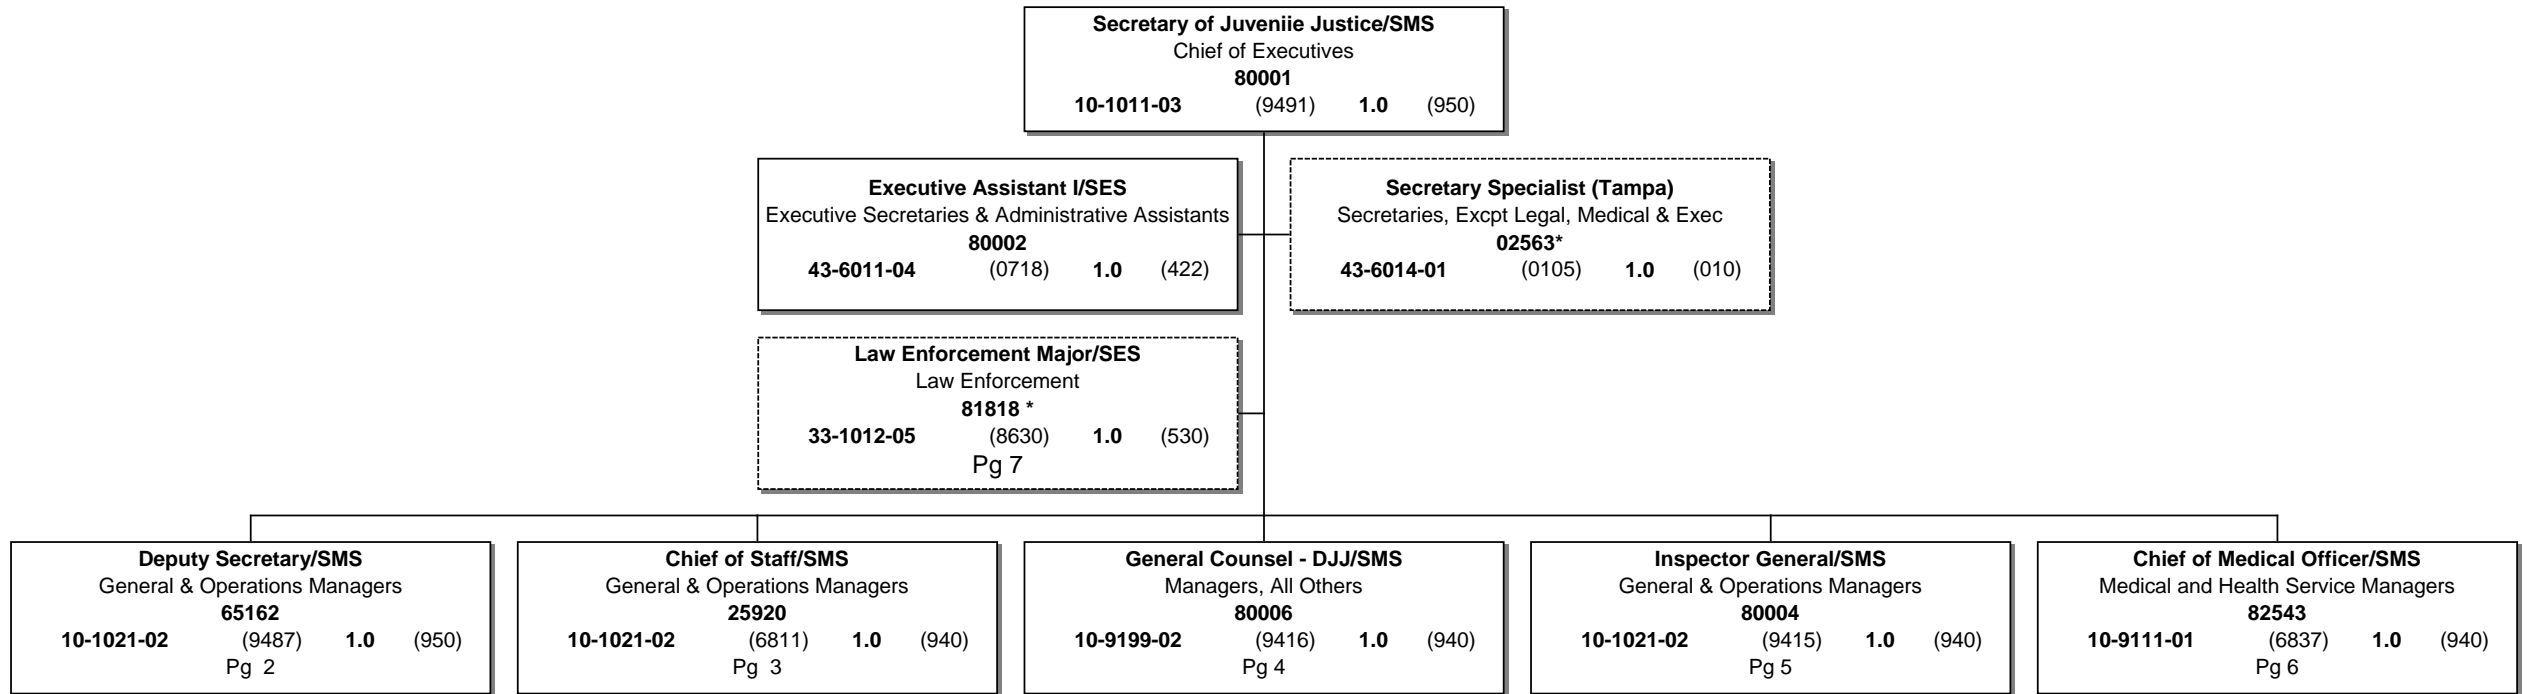 Secretary of Juveniie Justice/SMS
Chief of Executives
80001
10-1011-03 (9491) 1.0 (950)
Executive Assistant I/SES
Executive Secretaries & Administrative Assistants
80002
43-6011-04 (0718) 1.0 (422)
Secretary Specialist (Tampa)
Secretaries, Excpt Legal, Medical & Exec
02563*
43-6014-01 (0105) 1.0 (010)
Law Enforcement Major/SES
Law Enforcement
81818 *
33-1012-05 (8630) 1.0 (530)
Pg 7
Deputy Secretary/SMS
General & Operations Managers
65162
10-1021-02 (9487) 1.0 (950)
Pg 2
Chief of Staff/SMS
General & Operations Managers
25920
10-1021-02 (6811) 1.0 (940)
Pg 3
General Counsel - DJJ/SMS
Managers, All Others
80006
10-9199-02 (9416) 1.0 (940)
Pg 4
Inspector General/SMS
General & Operations Managers
80004
10-1021-02 (9415) 1.0 (940)
Pg 5
Chief of Medical Officer/SMS
Medical and Health Service Managers
82543
10-9111-01 (6837) 1.0 (940)
Pg 6